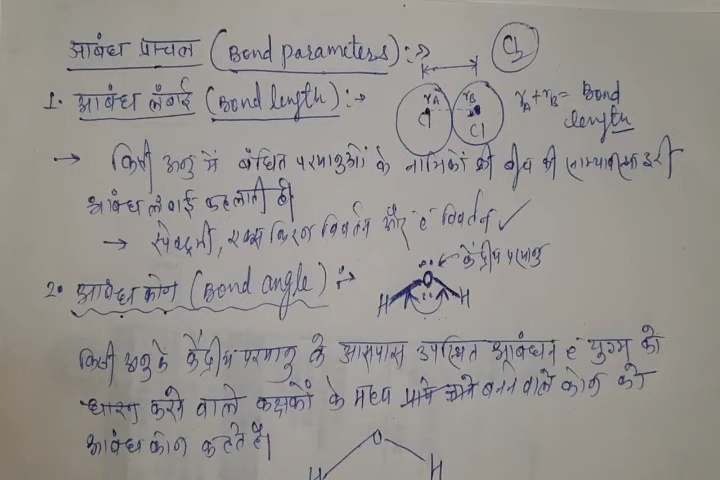 आबंध प्राचल (Bond parameters) :->
Cl₂
1. आबंध लंबाई (Bond length) :->
rA rB
Cl Cl
rA + rB = Bond length
→ किसी अणु में बंधित परमाणुओं के नाभिकों की बीच की साम्यावस्था दूरी
आबंध लंबाई कहलाती है।
→ स्पेक्ट्रमी, एक्स किरण विवर्तन और ē विवर्तन ✓
केंद्रीय परमाणु
2. आबंध कोण (Bond angle) :->
O
H H
किसी अणु के केंद्रीय परमाणु के आसपास उपस्थित आबंधन ē युग्म को
धारण करने वाले कक्षकों के मध्य बनने वाले कोण को
आबंध कोण कहते है।
O
H H